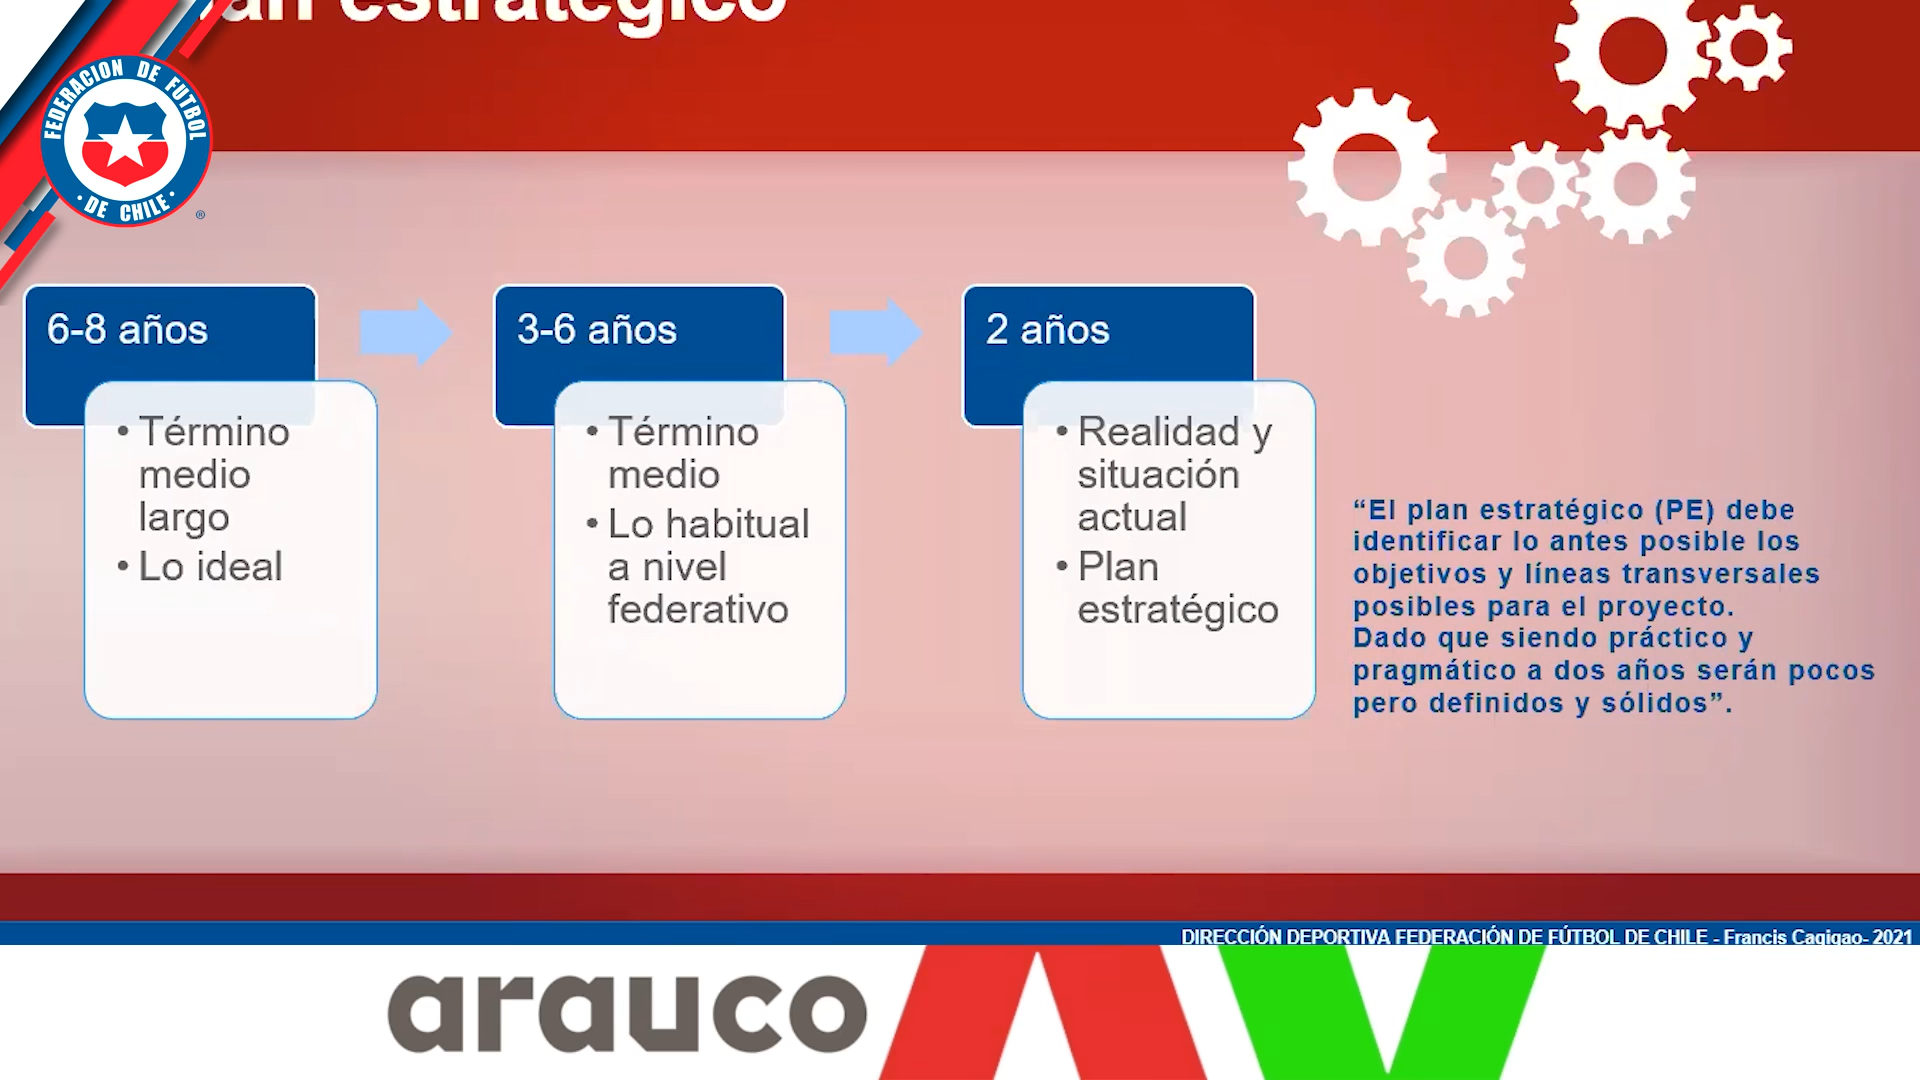 plan estratégico
FEDERACION DE FUTBOL
· DE CHILE ·
®
6-8 años
• Término
medio
largo
• Lo ideal
3-6 años
• Término
medio
• Lo habitual
a nivel
federativo
2 años
• Realidad y
situación
actual
• Plan
estratégico
“El plan estratégico (PE) debe
identificar lo antes posible los
objetivos y líneas transversales
posibles para el proyecto.
Dado que siendo práctico y
pragmático a dos años serán pocos
pero definidos y sólidos”.
DIRECCIÓN DEPORTIVA FEDERACIÓN DE FÚTBOL DE CHILE - Francis Cagigao- 2021
arauco